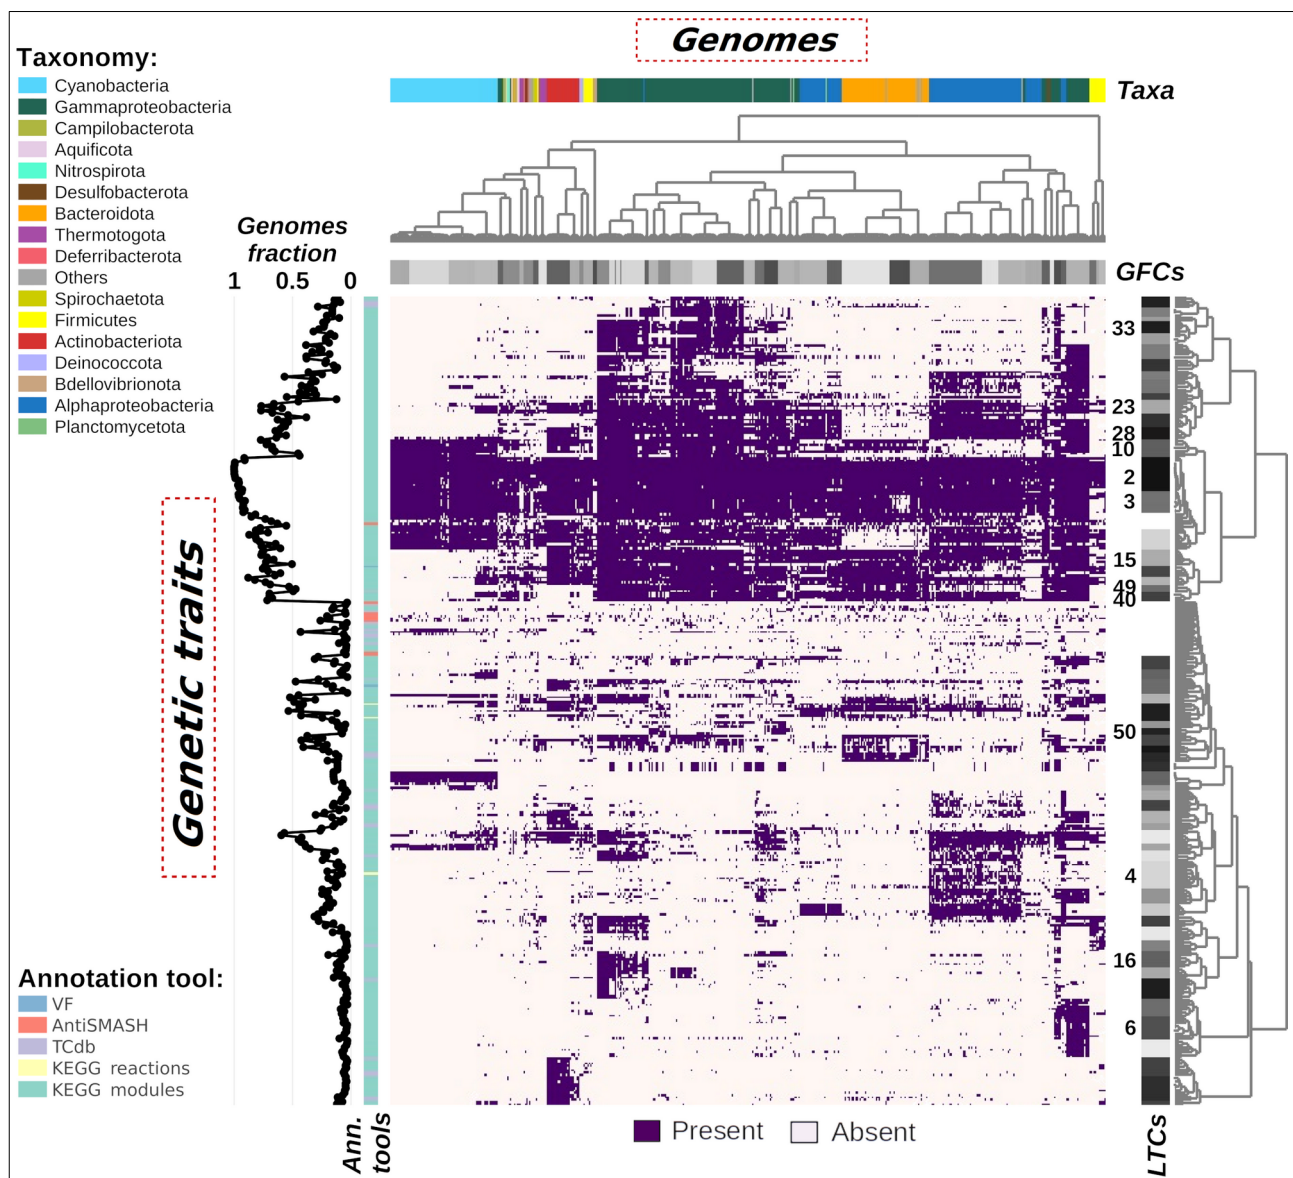 Genomes
Taxonomy:
Cyanobacteria
Gammaproteobacteria
Campilobacterota
Aquificota
Nitrospirota
Desulfobacterota
Bacteroidota
Thermotogota
Deferribacterota
Others
Spirochaetota
Firmicutes
Actinobacteriota
Deinococcota
Bdellovibrionota
Alphaproteobacteria
Planctomycetota
Taxa
Genomes
fraction
1 0.5 0
GFCs
33
23
28
10
2
3
15
49
40
50
4
16
6
Genetic traits
Annotation tool:
VF
AntiSMASH
TCdb
KEGG reactions
KEGG modules
Ann.
tools
Present Absent
LTCs